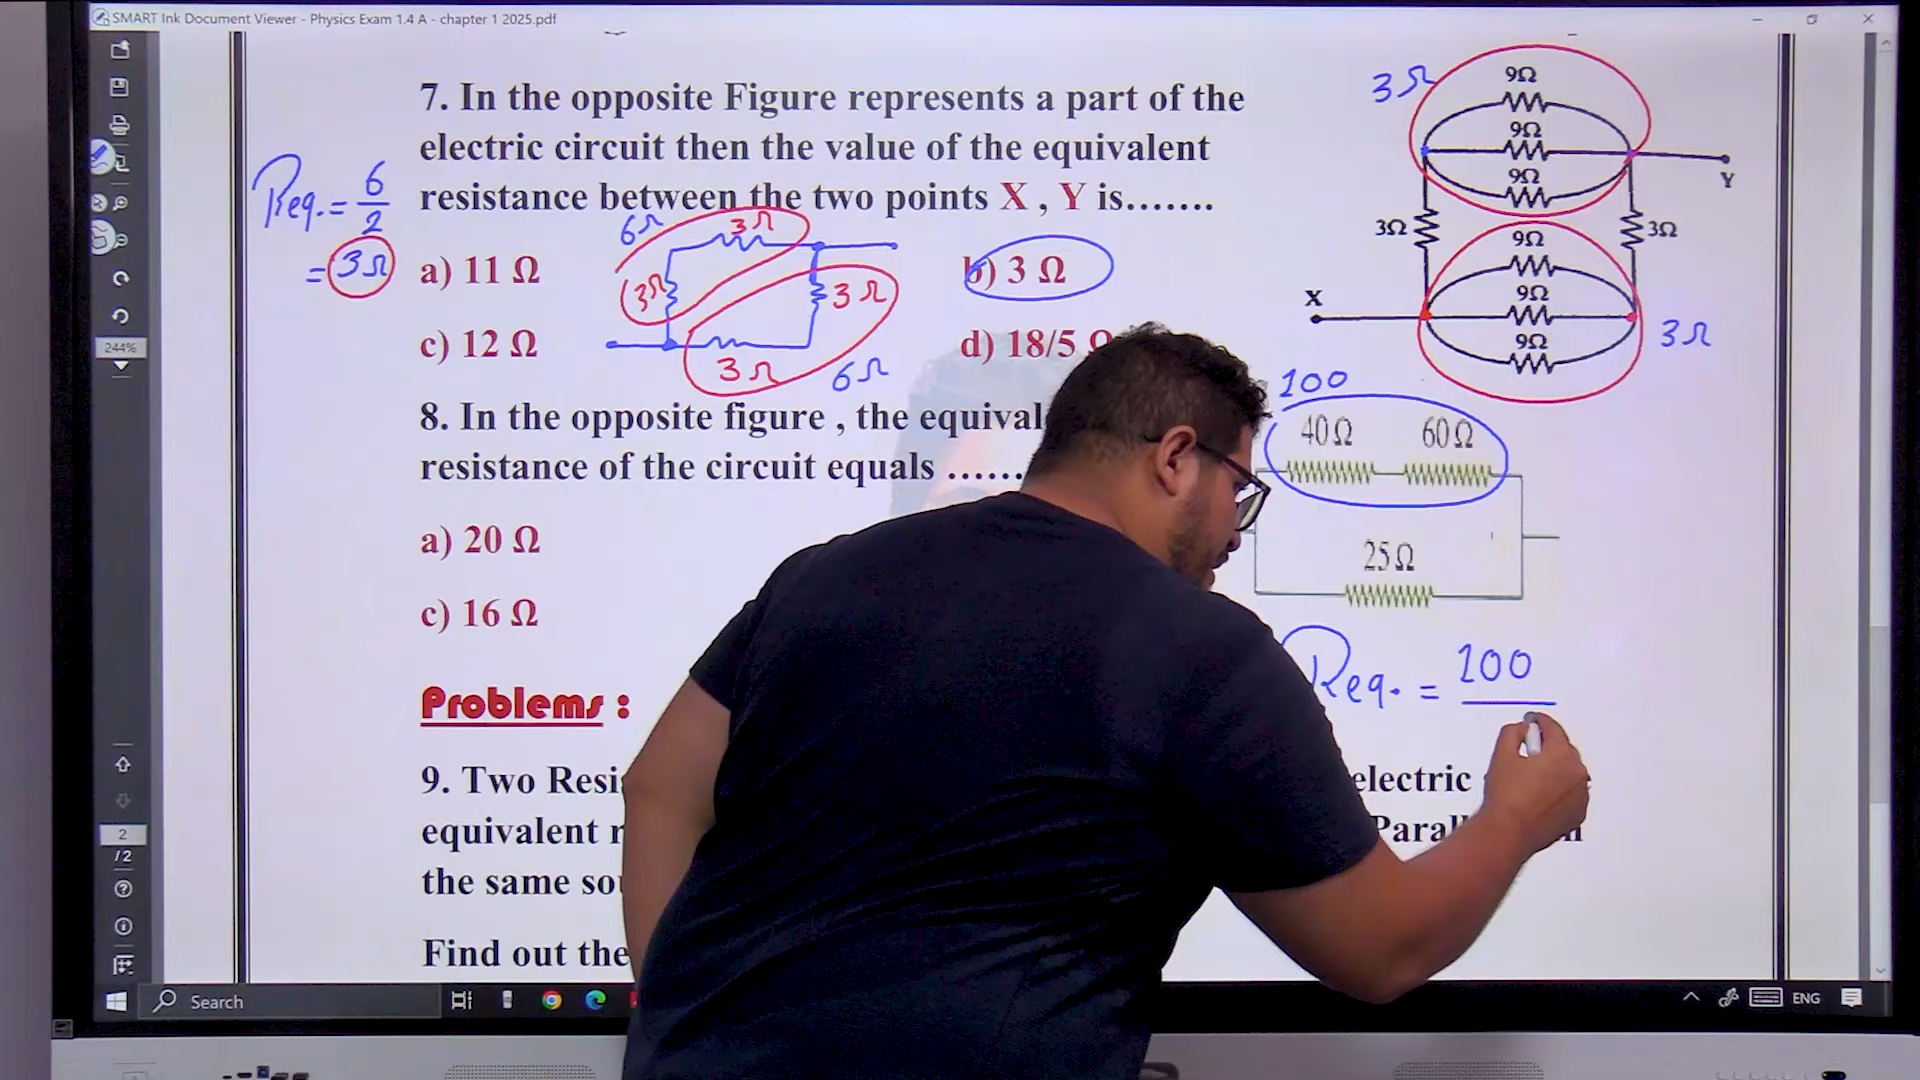 SMART Ink Document Viewer - Physics Exam 1.4 A - chapter 1 2025.pdf
7. In the opposite Figure represents a part of the
electric circuit then the value of the equivalent
resistance between the two points X , Y is…….
Req. = 6/2
= 3Ω
6Ω
3Ω
3Ω
3Ω
3Ω
6Ω
a) 11 Ω
b) 3 Ω
c) 12 Ω
d) 18/5 Ω
3Ω
9Ω
9Ω
9Ω
Y
3Ω
3Ω
9Ω
9Ω
9Ω
X
3Ω
244%
8. In the opposite figure , the
resistance of the circuit equals
a) 20 Ω
c) 16 Ω
100
40Ω
60Ω
25Ω
Req. = 100
Problems :
9. Two
electric
equivalent
the same
Find out the
2
/2
Search
ENG